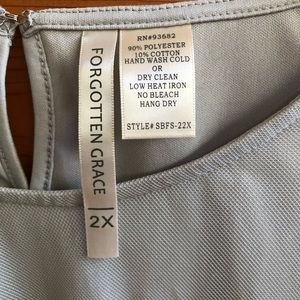 FORGOTTEN GRACE
2X
RN#93682
90% POLYESTER
10% COTTON
HAND WASH COLD
OR
DRY CLEAN
LOW HEAT IRON
NO BLEACH
HANG DRY
STYLE# SBFS-22X